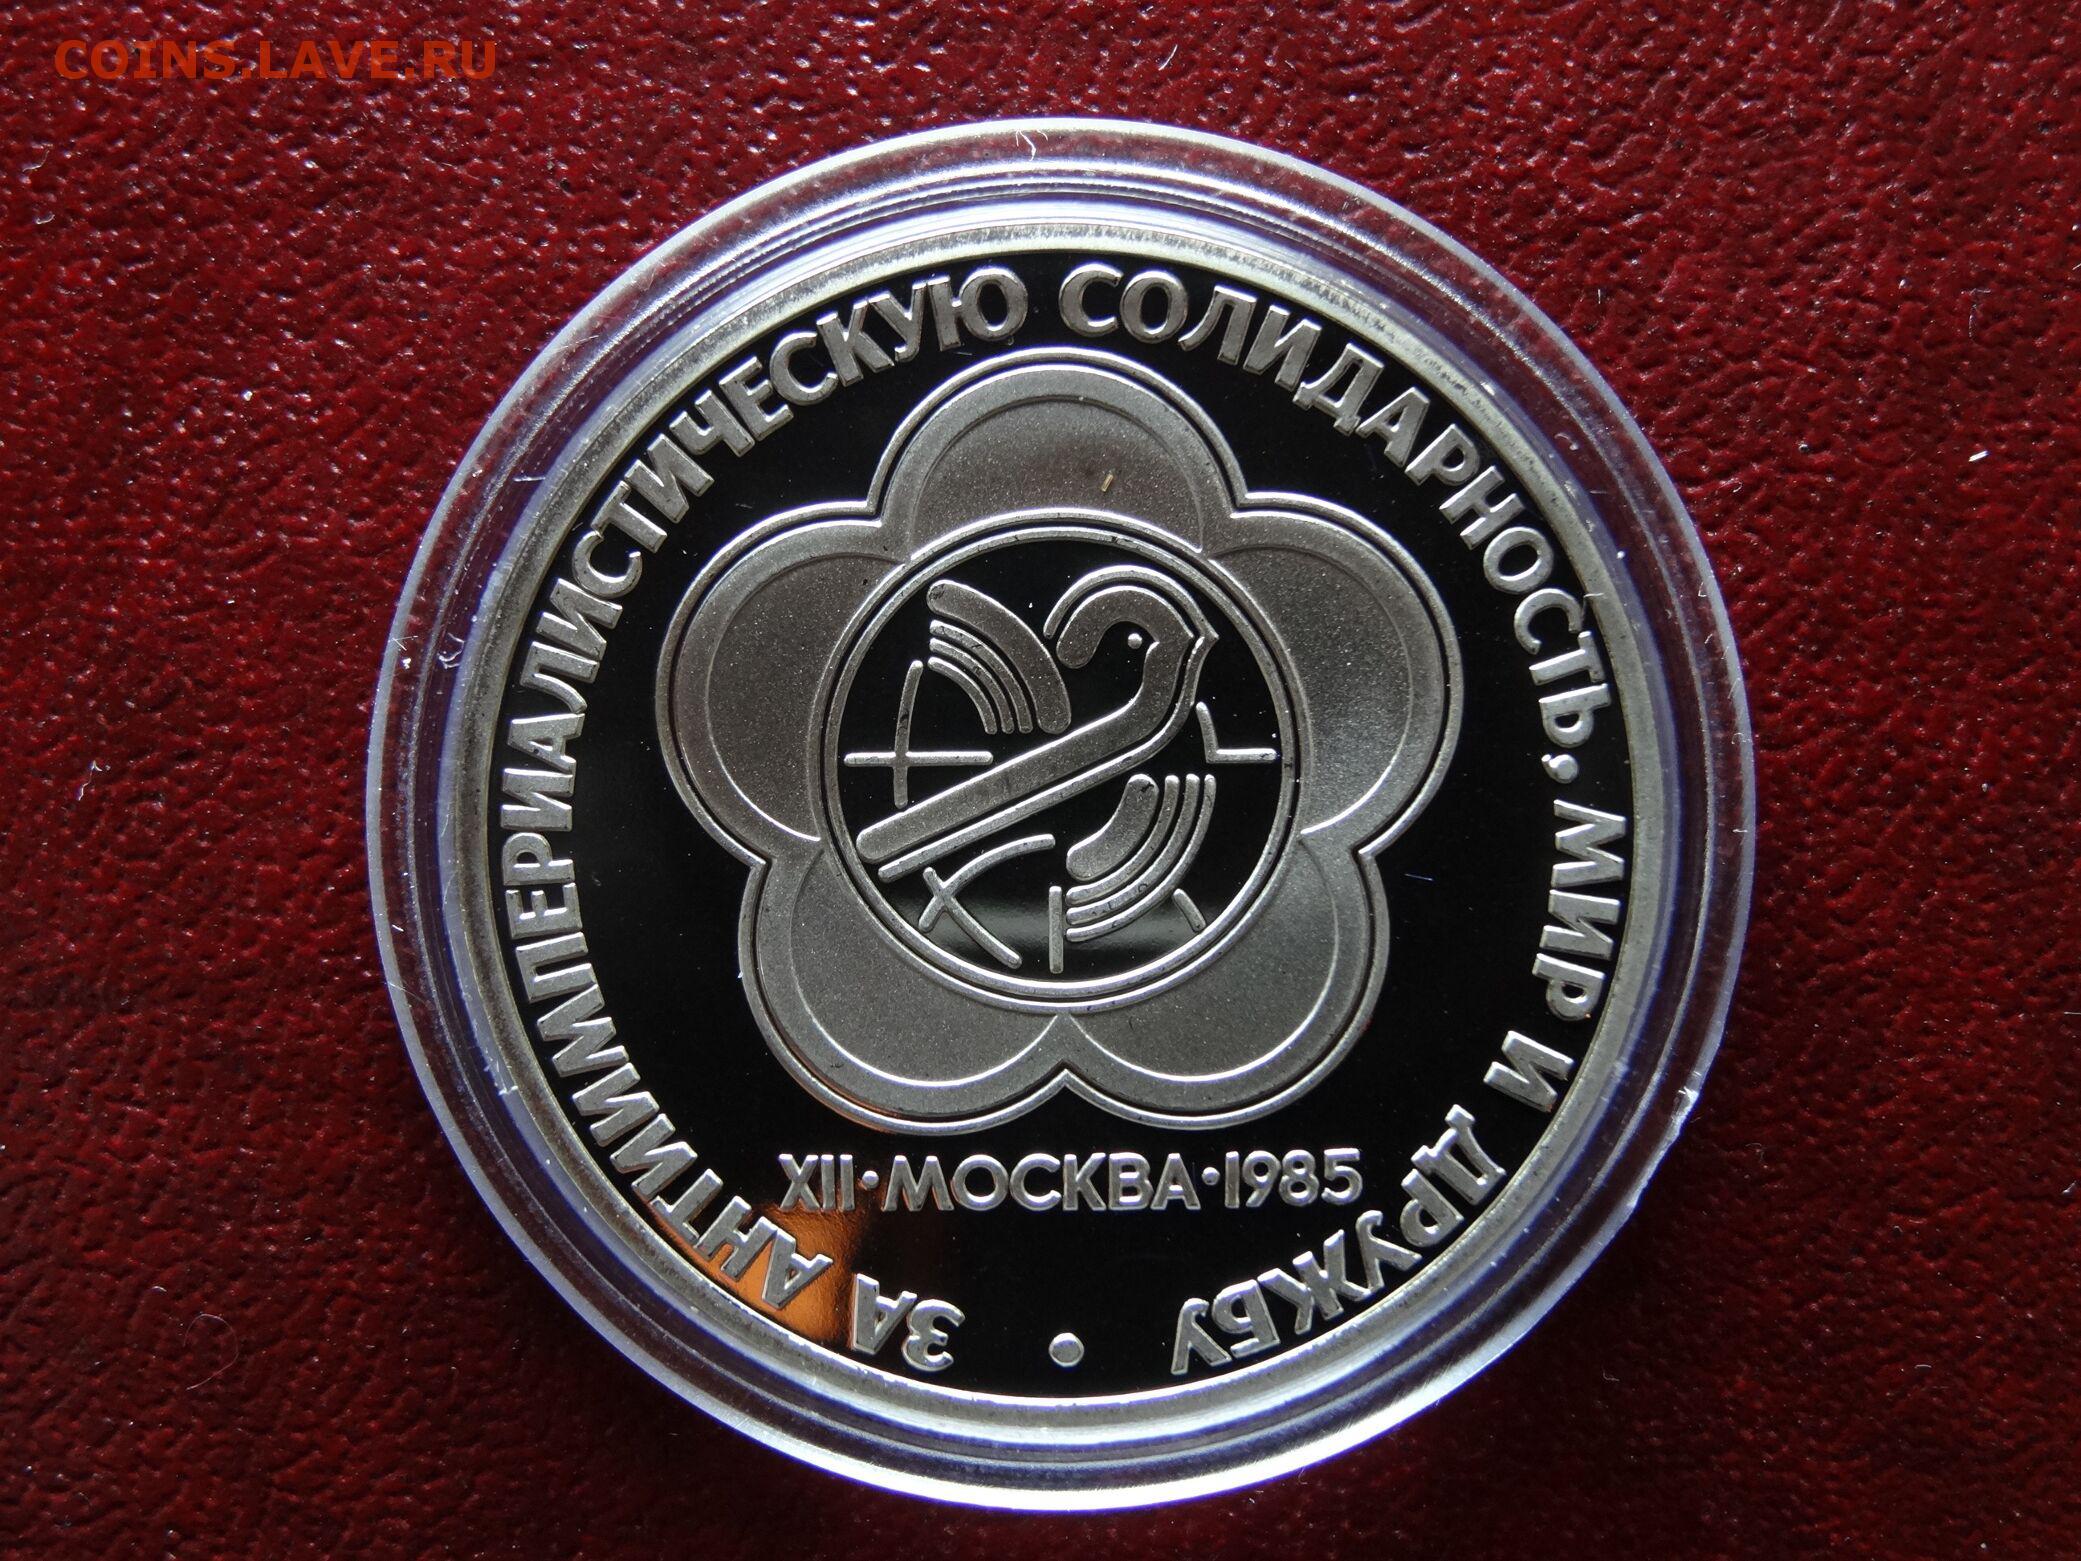 COINS.LAVE.RU
ЗА АНТИИМПЕРИАЛИСТИЧЕСКУЮ СОЛИДАРНОСТЬ, МИР И ДРУЖБУ •
XII·МОСКВА·1985